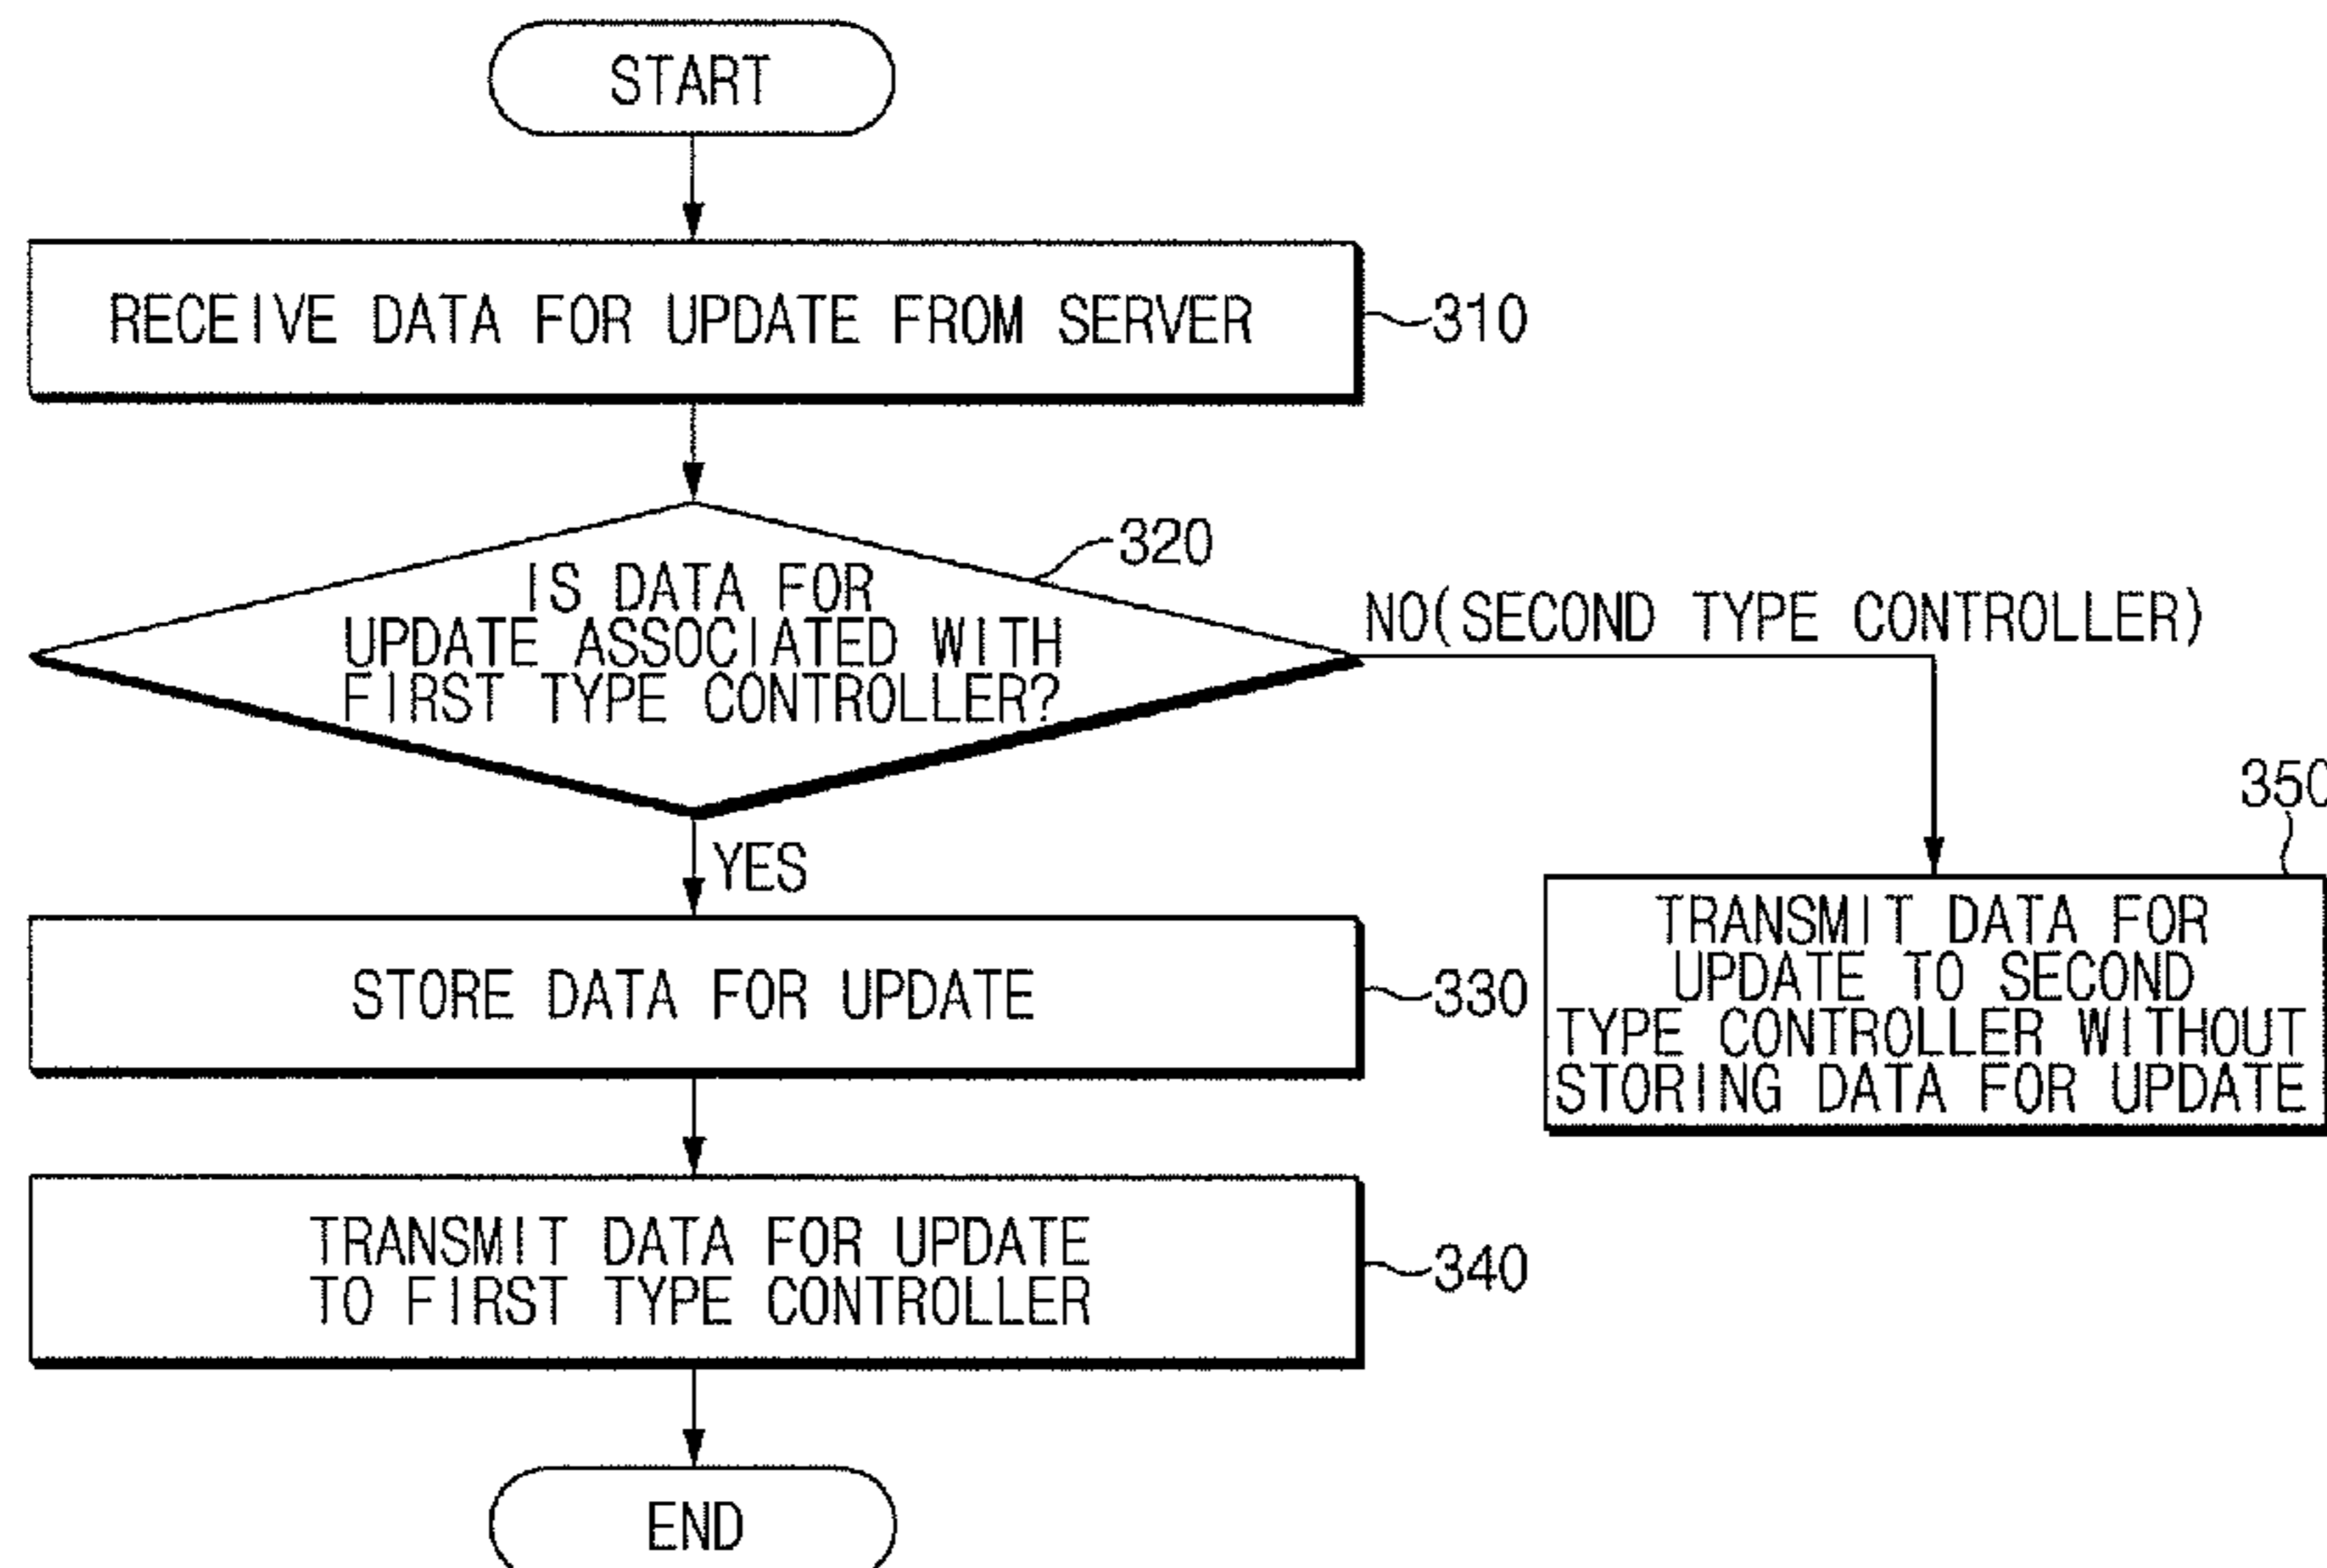 START
RECEIVE DATA FOR UPDATE FROM SERVER
310
320
IS DATA FOR
UPDATE ASSOCIATED WITH
FIRST TYPE CONTROLLER?
NO(SECOND TYPE CONTROLLER)
YES
350
TRANSMIT DATA FOR
UPDATE TO SECOND
TYPE CONTROLLER WITHOUT
STORING DATA FOR UPDATE
STORE DATA FOR UPDATE
330
TRANSMIT DATA FOR UPDATE
TO FIRST TYPE CONTROLLER
340
END